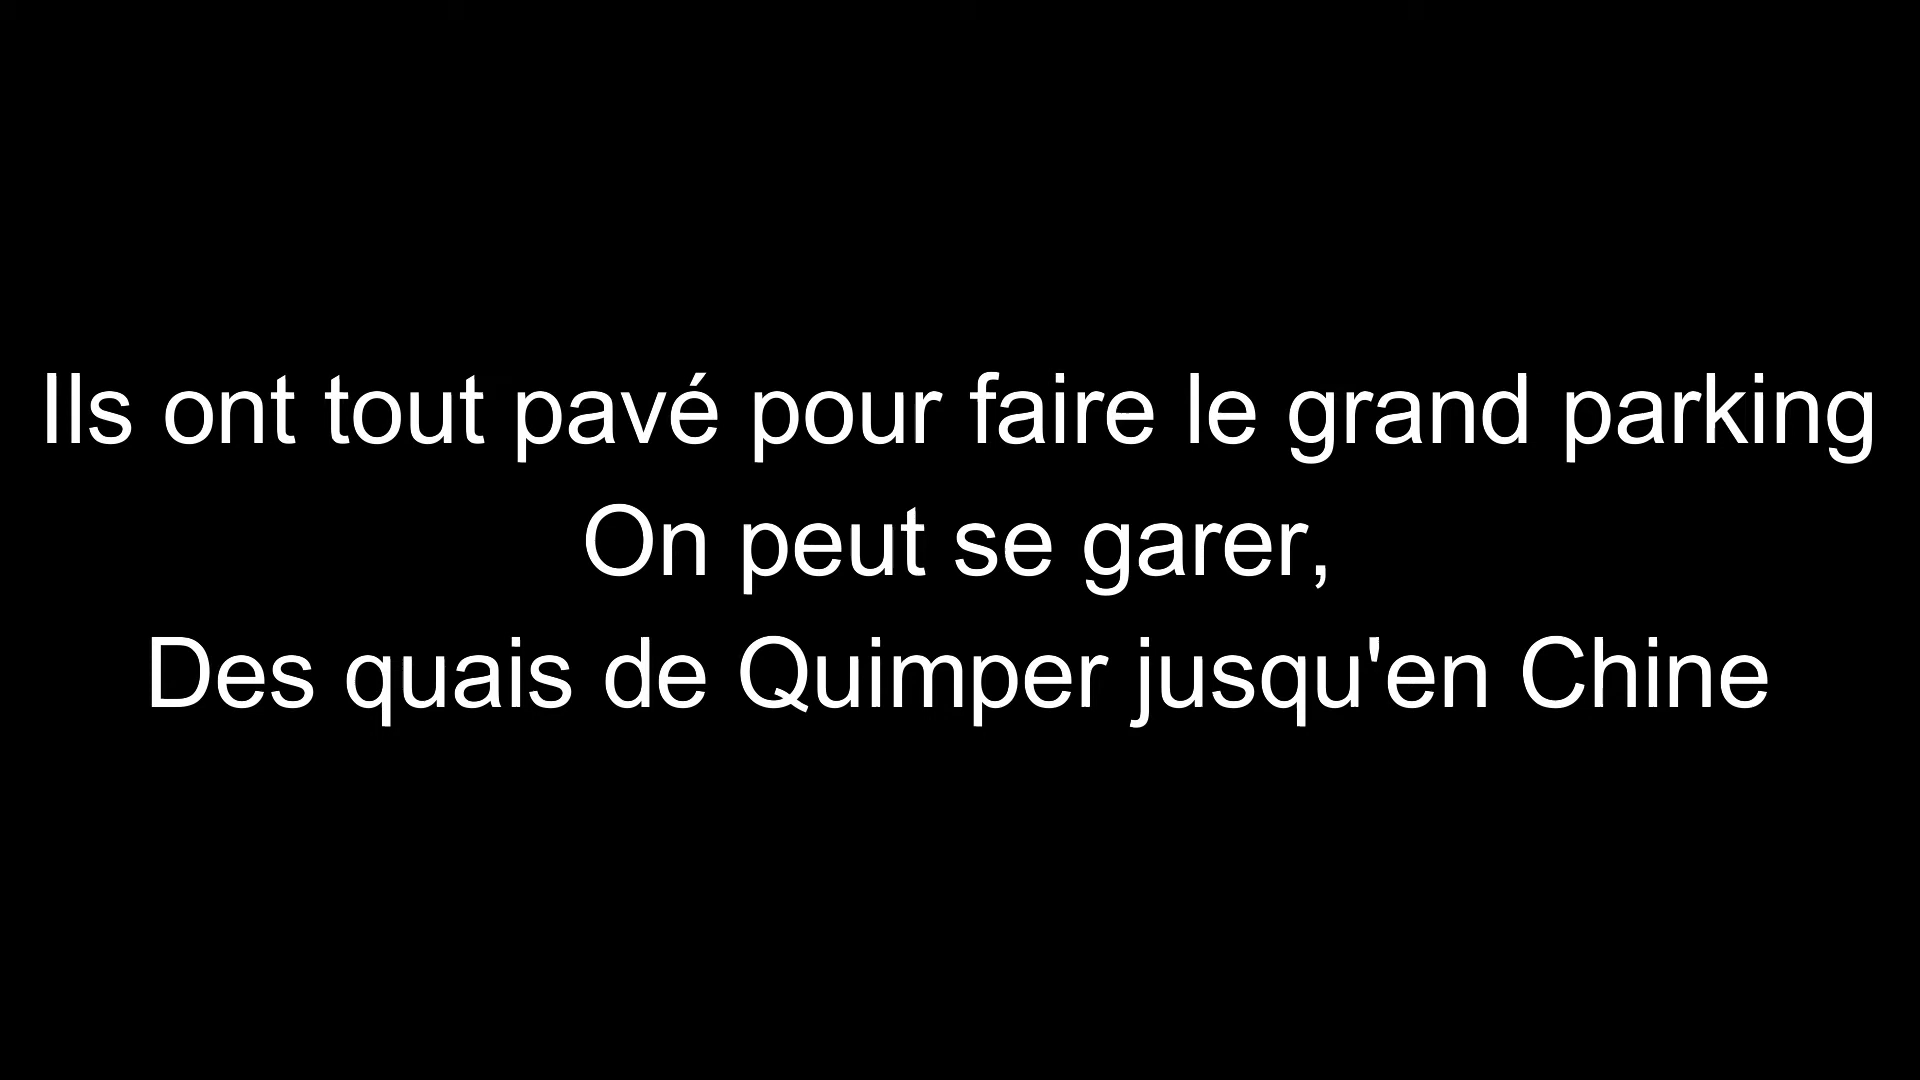 Ils ont tout pavé pour faire le grand parking
On peut se garer,
Des quais de Quimper jusqu'en Chine